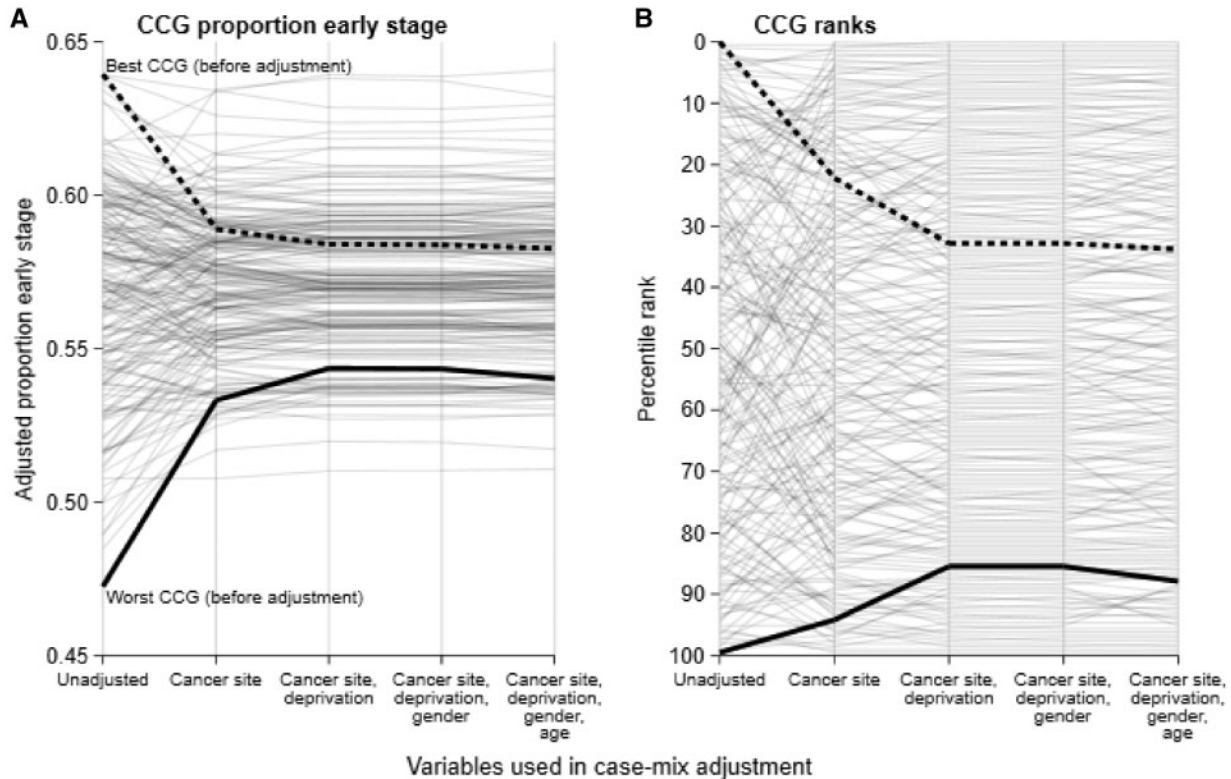 A
CCG proportion early stage
Adjusted proportion early stage
0.65
0.60
0.55
0.50
0.45
Best CCG (before adjustment)
Worst CCG (before adjustment)
Unadjusted
Cancer site
Cancer site,
deprivation
Cancer site,
deprivation,
gender
Cancer site,
deprivation,
gender,
age
B
CCG ranks
Percentile rank
0
10
20
30
40
50
60
70
80
90
100
Unadjusted
Cancer site
Cancer site,
deprivation
Cancer site,
deprivation,
gender
Cancer site,
deprivation,
gender,
age
Variables used in case-mix adjustment